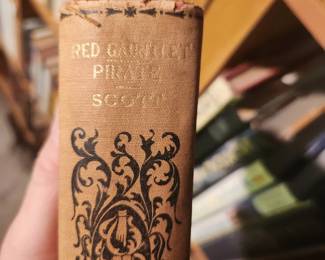 RED GAUNTLET
PIRATE
SCOTT